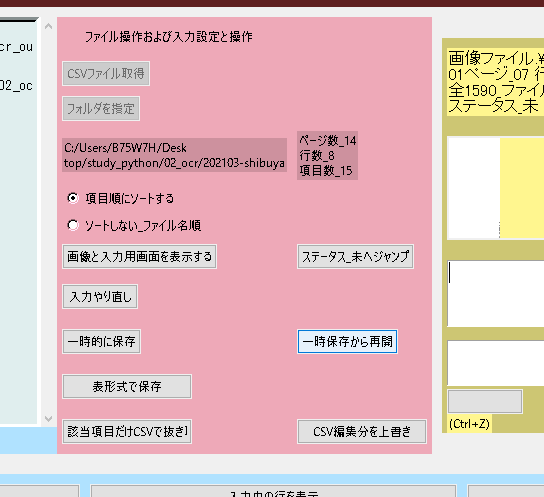 cr_ou
02_oc
ファイル操作および入力設定と操作
CSVファイル取得
フォルダを指定
C:/Users/B75W7H/Desk
top/study_python/02_ocr/202103-shibuya
ページ数_14
行数_8
項目数_15
項目順にソートする
ソートしない_ファイル名順
画像と入力用画面を表示する
ステータス_未へジャンプ
入力やり直し
一時的に保存
一時保存から再開
表形式で保存
該当項目だけCSVで抜き
CSV編集分を上書き
画像ファイル.¥
01ページ_07 行
全1590_ファイル
ステータス_未
(Ctrl+Z)
入力中の行を表示